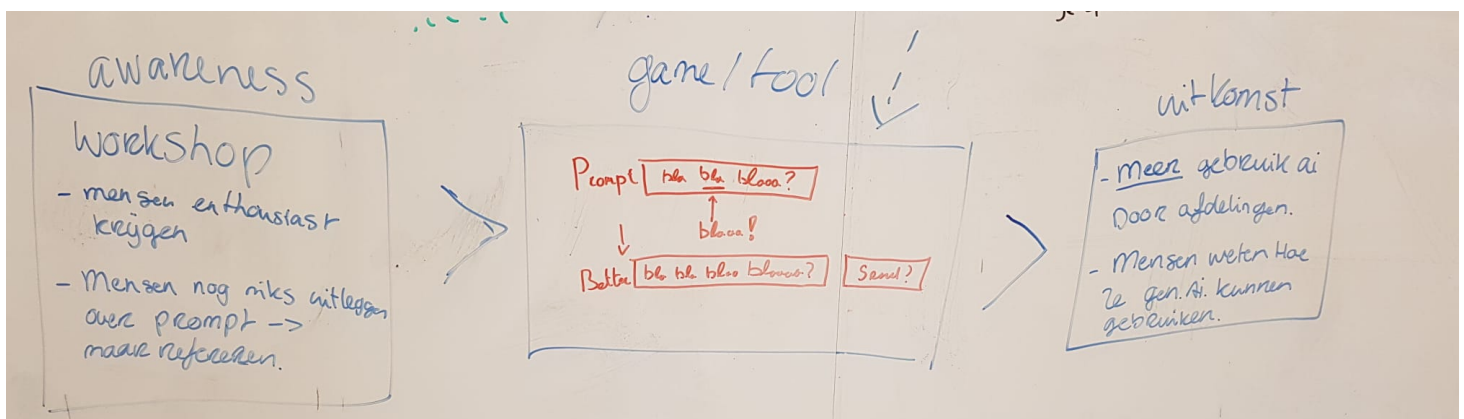 awareness
workshop
- mensen enthousiast
krijgen
- Mensen nog niks uitleggen
over prompt ->
maar refereren.
game/tool
Prompt bla bla blaaa?
blaaa!
Better bla bla blaa blaaaa? Send?
uitkomst
- meer gebruik ai
Door afdelingen.
- Mensen weten Hoe
ze gen. Ai. kunnen
gebruiken.